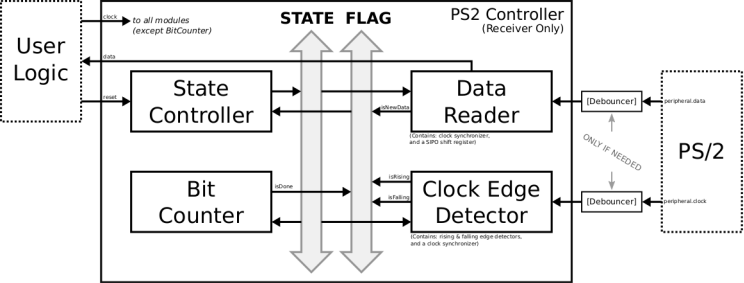 clock
to all modules
(except BitCounter)
STATE FLAG
PS2 Controller
(Receiver Only)
User
Logic
data
reset
State
Controller
Data
Reader
isNewData
(Contains: clock synchronizer,
and a SIPO shift register)
[Debouncer]
peripheral.data
ONLY IF NEEDED
PS/2
Bit
Counter
isDone
isRising
isFalling
Clock Edge
Detector
(Contains: rising & falling edge detectors,
and a clock synchronizer)
[Debouncer]
peripheral.clock